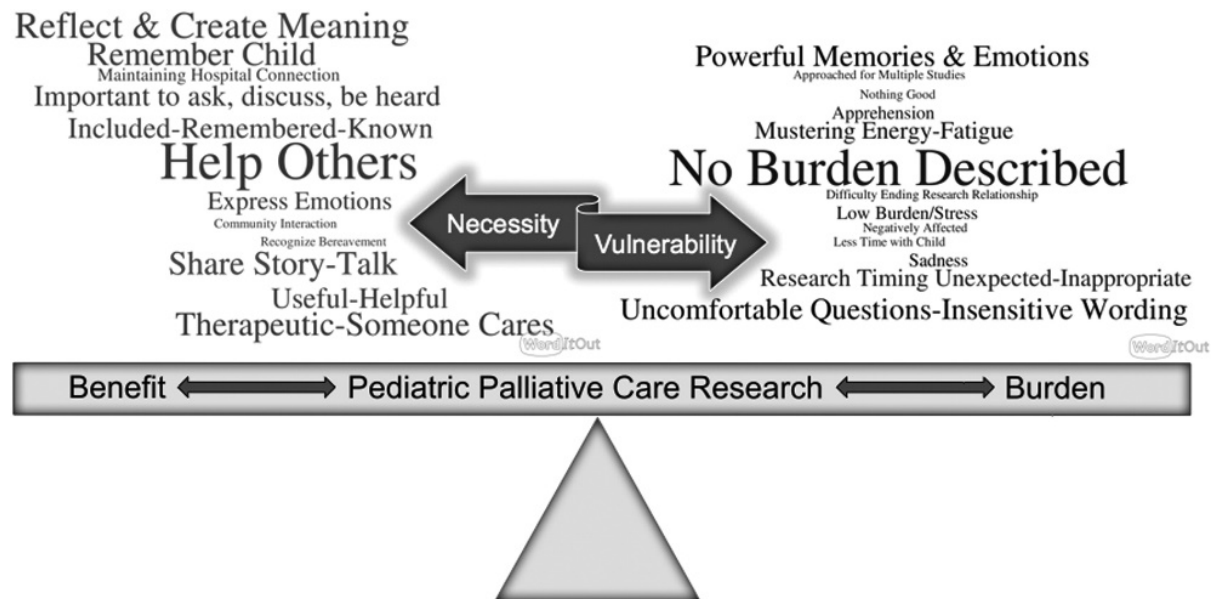 Reflect & Create Meaning
Remember Child
Maintaining Hospital Connection
Important to ask, discuss, be heard
Included-Remembered-Known
Help Others
Express Emotions
Community Interaction
Recognize Bereavement
Share Story-Talk
Useful-Helpful
Therapeutic-Someone Cares
WordItOut
Necessity
Vulnerability
Powerful Memories & Emotions
Approached for Multiple Studies
Nothing Good
Apprehension
Mustering Energy-Fatigue
No Burden Described
Difficulty Ending Research Relationship
Low Burden/Stress
Negatively Affected
Less Time with Child
Sadness
Research Timing Unexpected-Inappropriate
Uncomfortable Questions-Insensitive Wording
WordItOut
Benefit Pediatric Palliative Care Research Burden